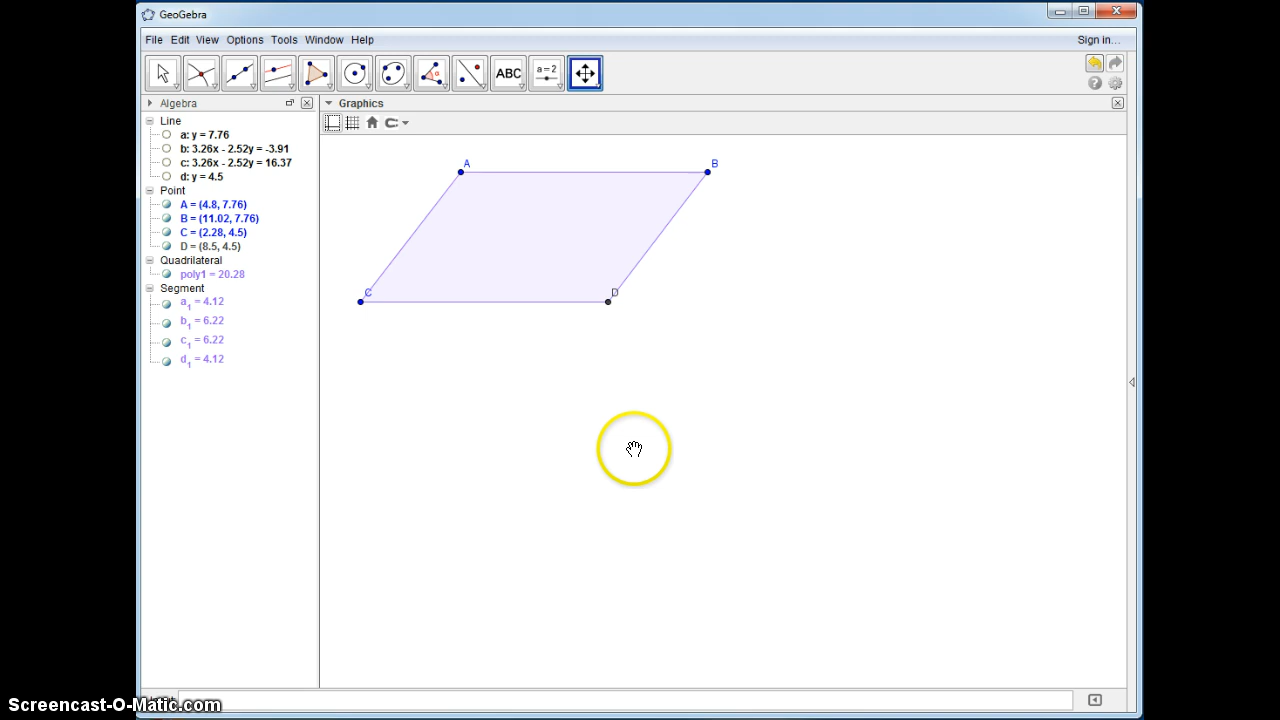 GeoGebra
File Edit View Options Tools Window Help Sign in...
ABC a=2
Algebra
Graphics
Line
a: y = 7.76
b: 3.26x - 2.52y = -3.91
c: 3.26x - 2.52y = 16.37
d: y = 4.5
Point
A = (4.8, 7.76)
B = (11.02, 7.76)
C = (2.28, 4.5)
D = (8.5, 4.5)
Quadrilateral
poly1 = 20.28
Segment
a1 = 4.12
b1 = 6.22
c1 = 6.22
d1 = 4.12
A B
C D
Screencast-O-Matic.com